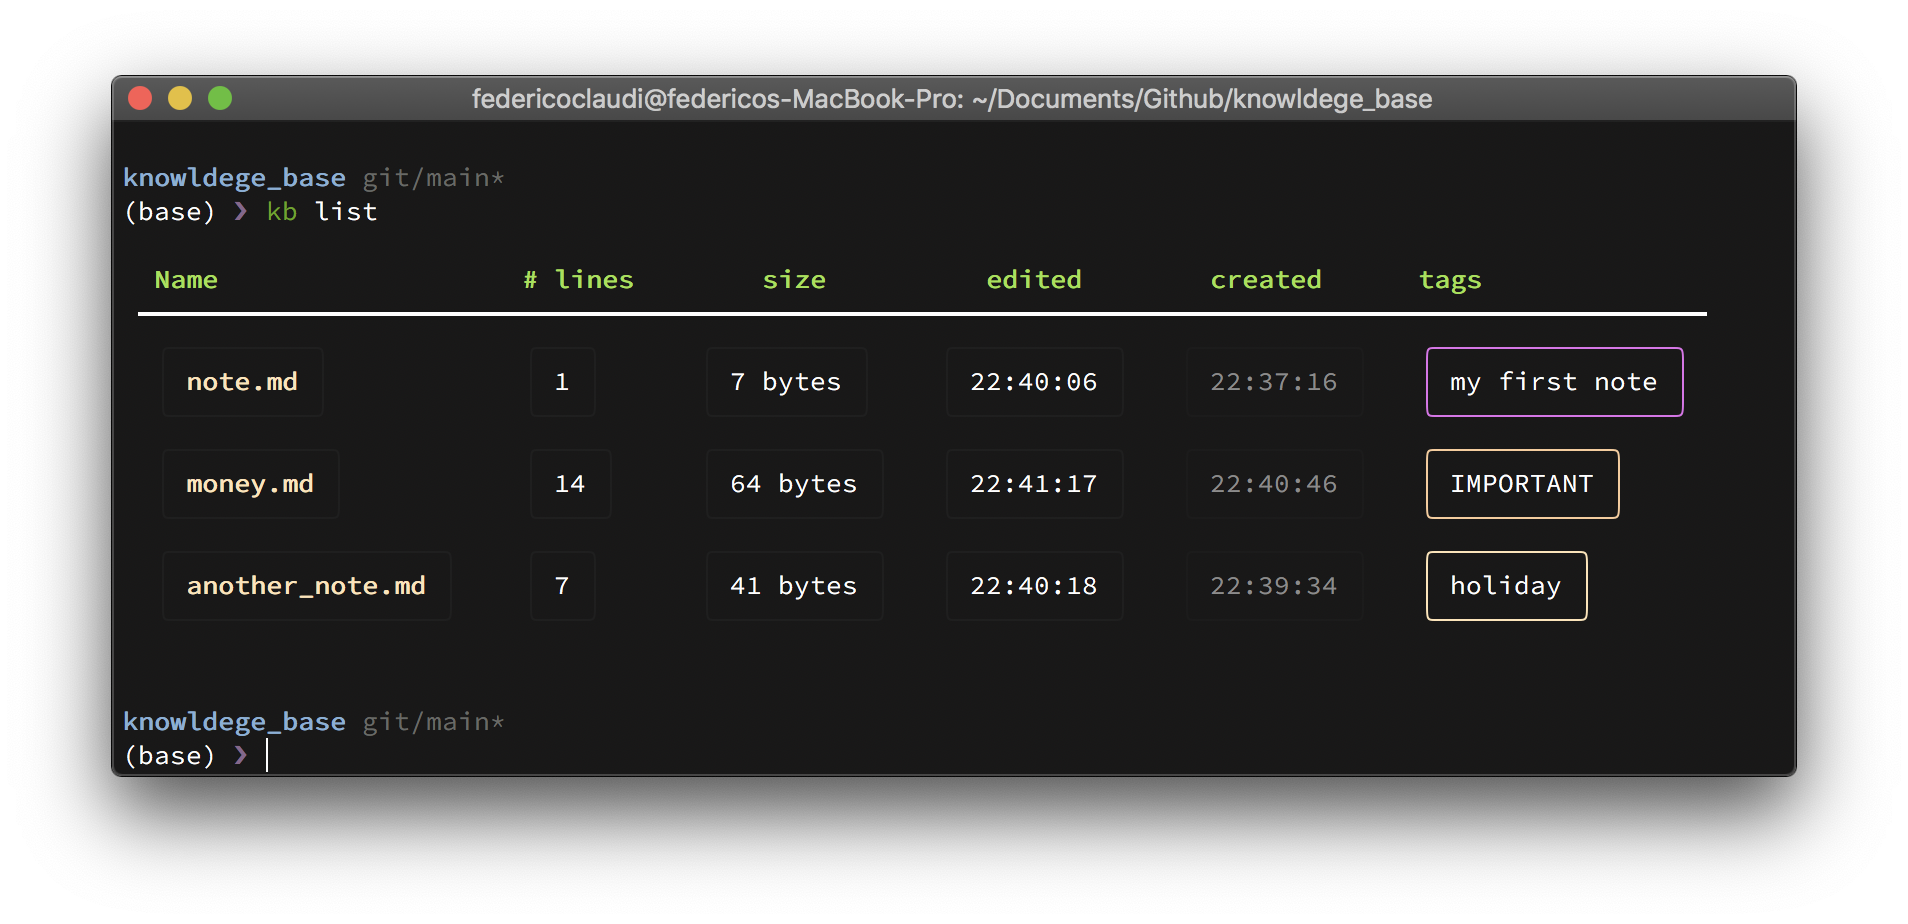 federicoclaudi@federicos-MacBook-Pro: ~/Documents/Github/knowldege_base
knowldege_base git/main*
(base) ❯ kb list
Name # lines size edited created tags
note.md 1 7 bytes 22:40:06 22:37:16 my first note
money.md 14 64 bytes 22:41:17 22:40:46 IMPORTANT
another_note.md 7 41 bytes 22:40:18 22:39:34 holiday
knowldege_base git/main*
(base) ❯